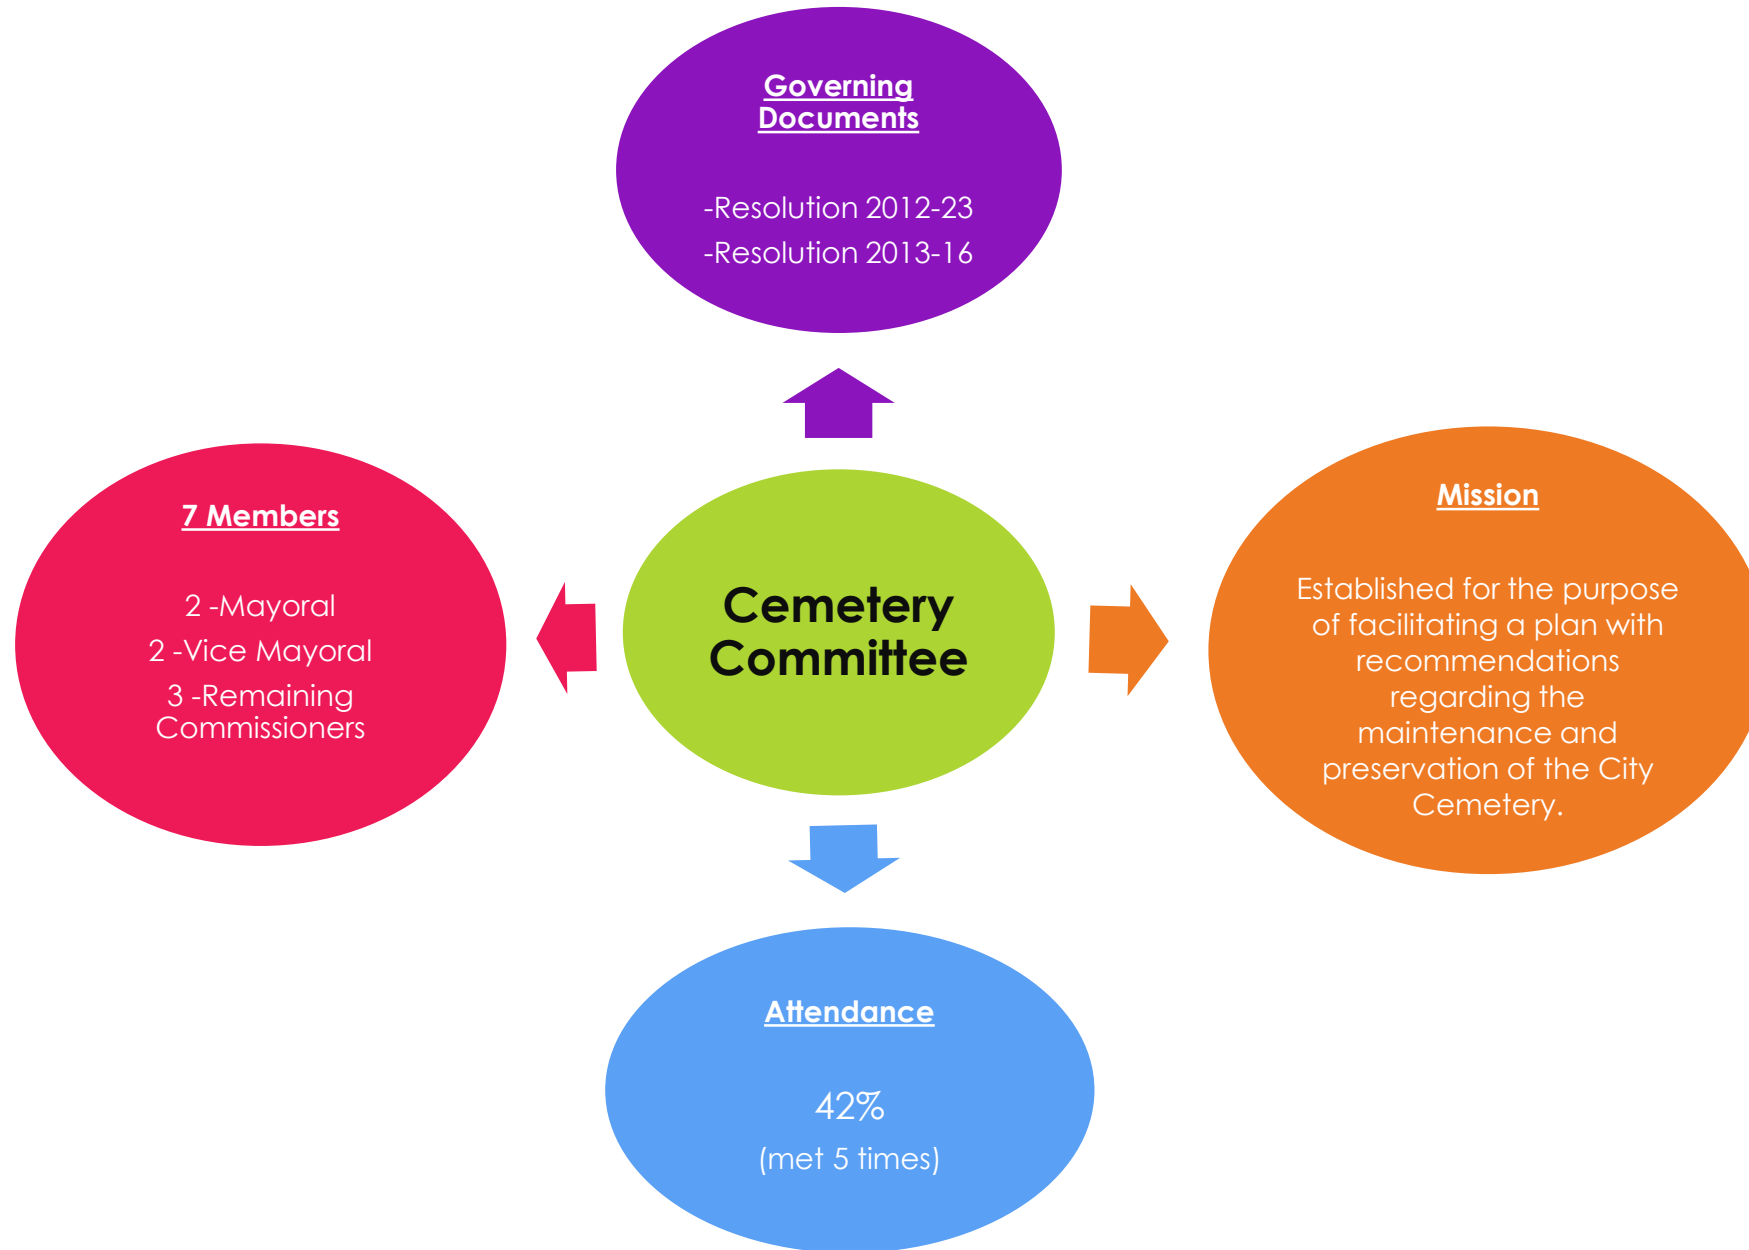 Governing
Documents
-Resolution 2012-23
-Resolution 2013-16
7 Members
2 -Mayoral
2 -Vice Mayoral
3 -Remaining
Commissioners
Cemetery
Committee
Mission
Established for the purpose
of facilitating a plan with
recommendations
regarding the
maintenance and
preservation of the City
Cemetery.
Attendance
42%
(met 5 times)